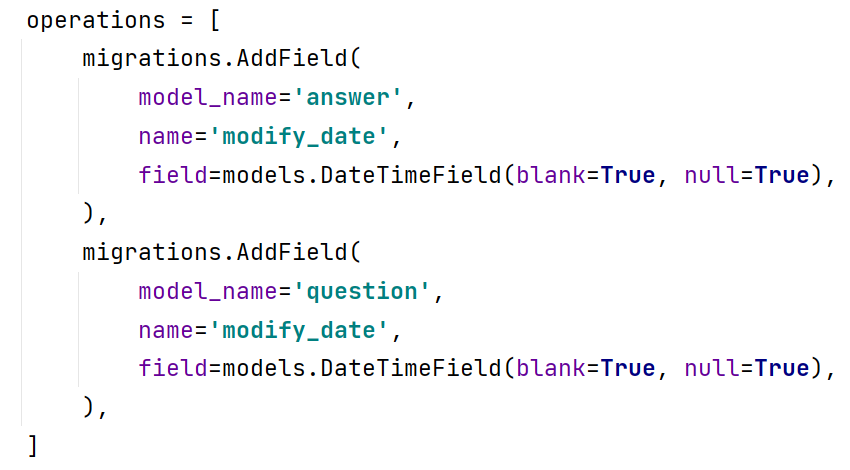 operations = [
    migrations.AddField(
        model_name='answer',
        name='modify_date',
        field=models.DateTimeField(blank=True, null=True),
    ),
    migrations.AddField(
        model_name='question',
        name='modify_date',
        field=models.DateTimeField(blank=True, null=True),
    ),
]